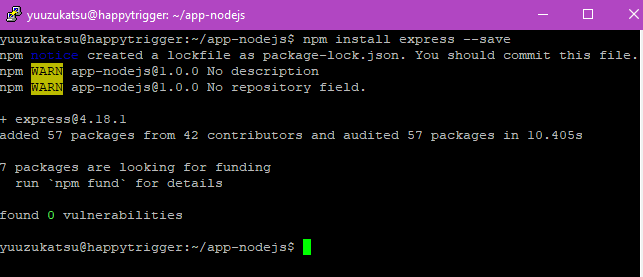 yuuzukatsu@happytrigger: ~/app-nodejs
yuuzukatsu@happytrigger:~/app-nodejs$ npm install express --save
npm notice created a lockfile as package-lock.json. You should commit this file.
npm WARN app-nodejs@1.0.0 No description
npm WARN app-nodejs@1.0.0 No repository field.
+ express@4.18.1
added 57 packages from 42 contributors and audited 57 packages in 10.405s
7 packages are looking for funding
run `npm fund` for details
found 0 vulnerabilities
yuuzukatsu@happytrigger:~/app-nodejs$